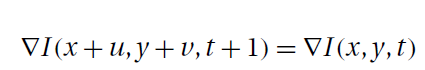 ∇I(x+u,y+v,t+1) = ∇I(x,y,t)